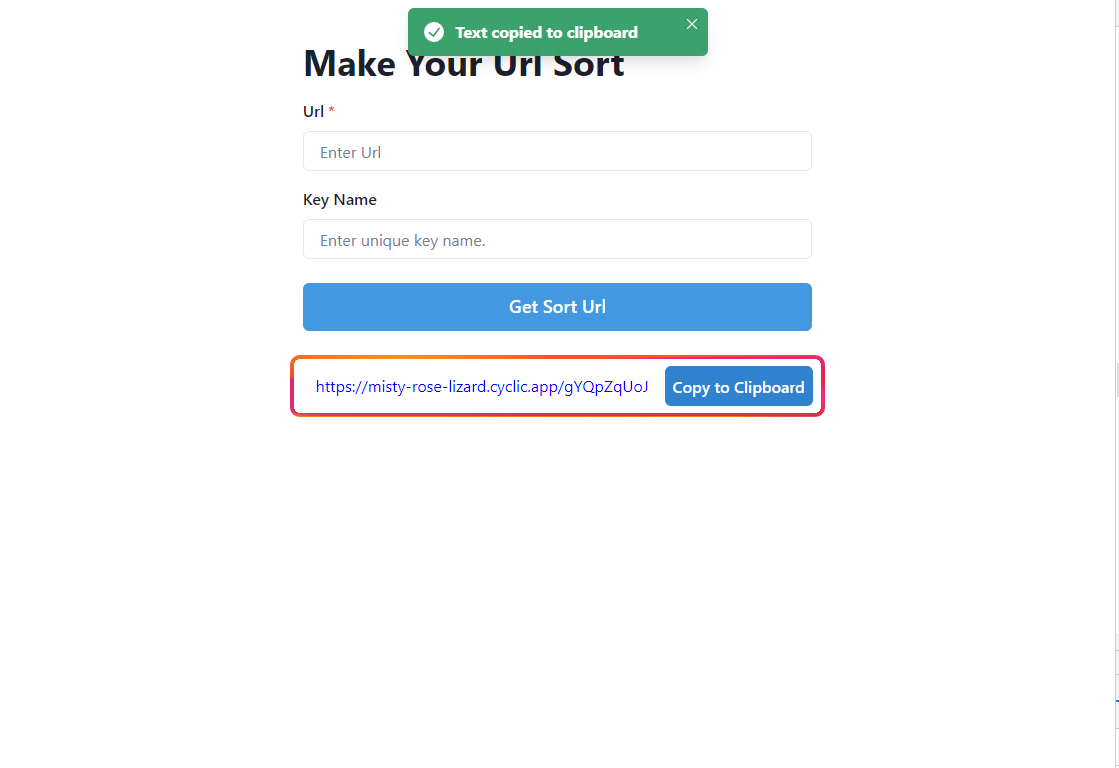 Text copied to clipboard
Make Your Url Sort
Url *
Enter Url
Key Name
Enter unique key name.
Get Sort Url
https://misty-rose-lizard.cyclic.app/gYQpZqUoJ Copy to Clipboard